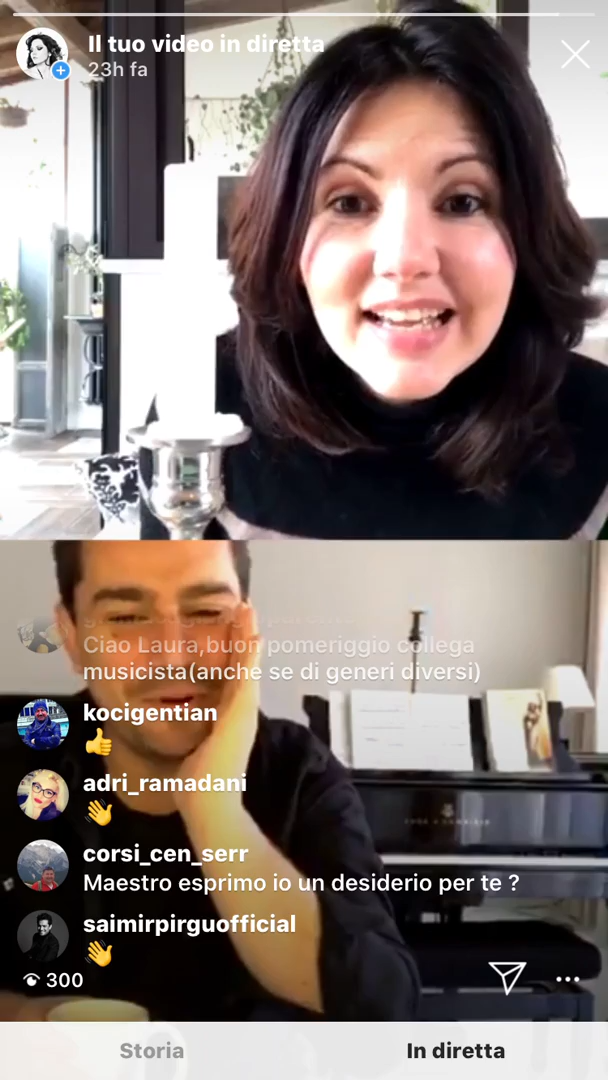 Il tuo video in diretta
23h fa
Ciao Laura,buon pomeriggio collega
musicista(anche se di generi diversi)
kocigentian
👍
adri_ramadani
👋
corsi_cen_serr
Maestro esprimo io un desiderio per te ?
saimirpirguofficial
👋
300
Storia
In diretta